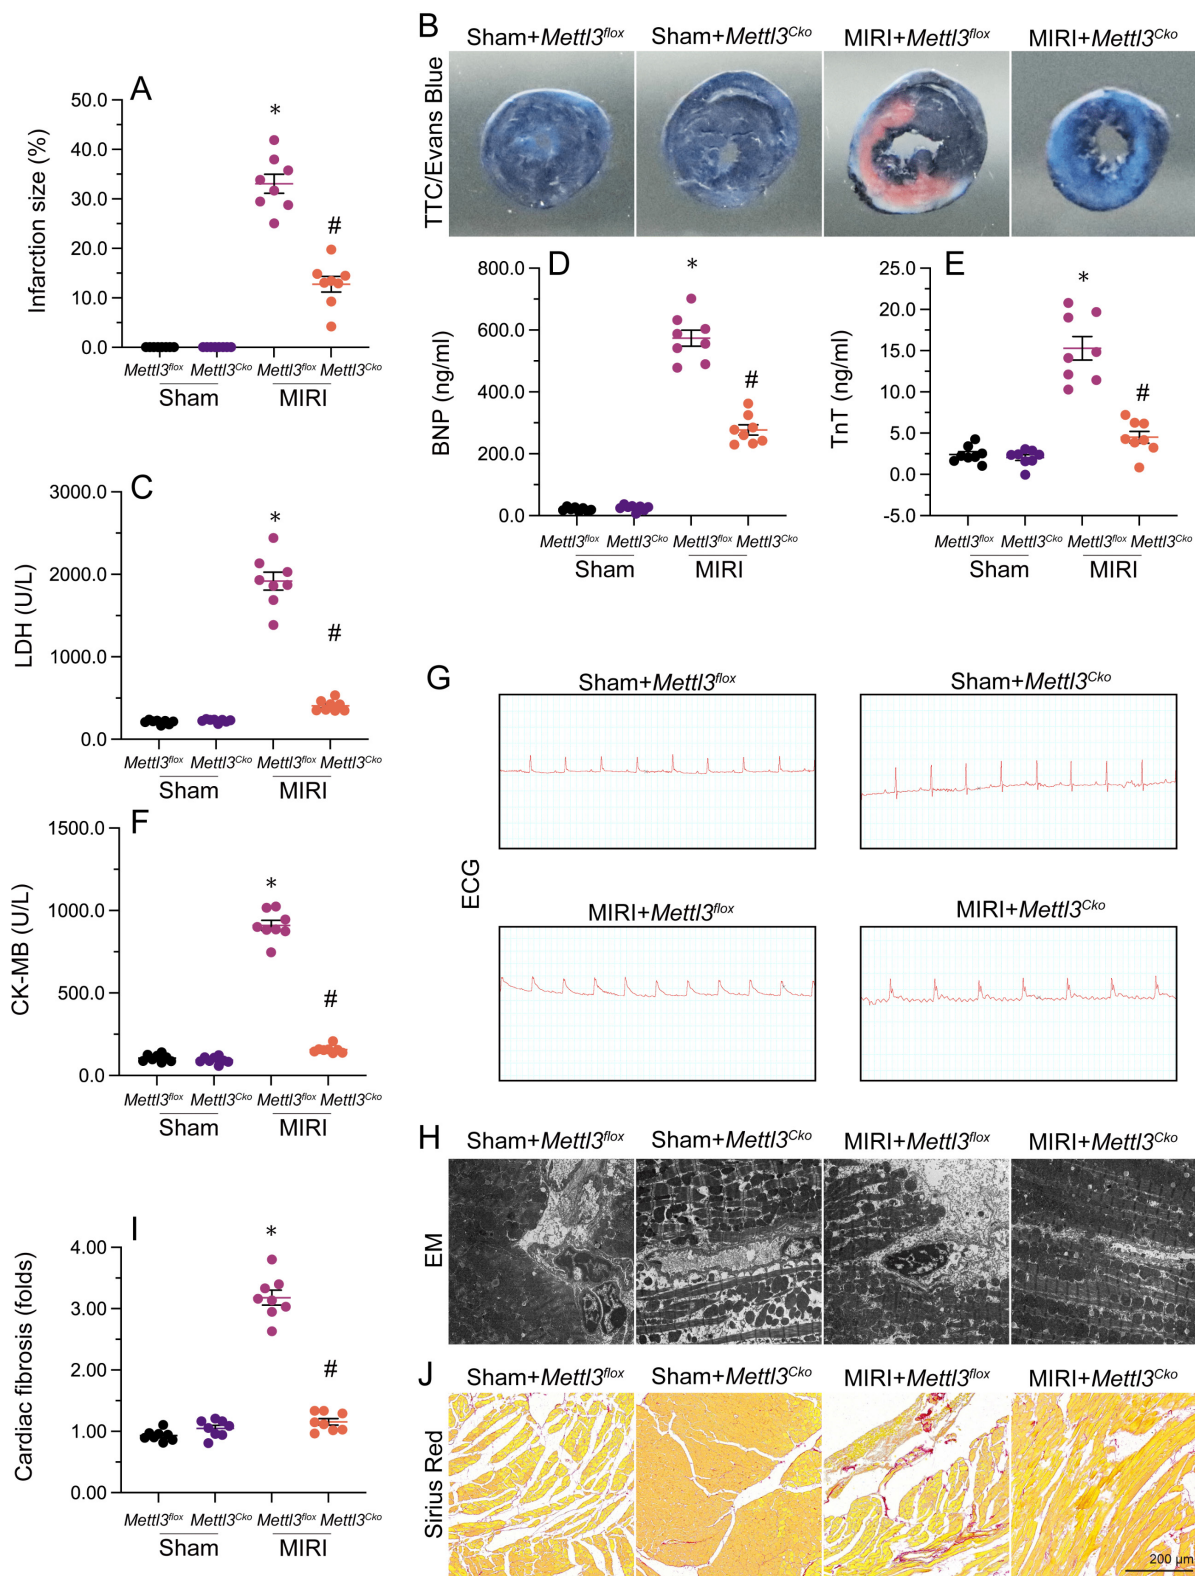 A
Infarction size (%)
50.0
40.0
30.0
20.0
10.0
0.0
*
#
Mettl3flox Mettl3Cko Mettl3flox Mettl3Cko
Sham MIRI
B
Sham+Mettl3flox Sham+Mettl3Cko MIRI+Mettl3flox MIRI+Mettl3Cko
TTC/Evans Blue
C
LDH (U/L)
3000.0
2000.0
1000.0
0.0
*
#
Mettl3flox Mettl3Cko Mettl3flox Mettl3Cko
Sham MIRI
D
BNP (ng/ml)
800.0
600.0
400.0
200.0
0.0
*
#
Mettl3flox Mettl3Cko Mettl3flox Mettl3Cko
Sham MIRI
E
TnT (ng/ml)
25.0
20.0
15.0
10.0
5.0
0.0
-5.0
*
#
Mettl3flox Mettl3Cko Mettl3flox Mettl3Cko
Sham MIRI
F
CK-MB (U/L)
1500.0
1000.0
500.0
0.0
*
#
Mettl3flox Mettl3Cko Mettl3flox Mettl3Cko
Sham MIRI
G
ECG
Sham+Mettl3flox Sham+Mettl3Cko
MIRI+Mettl3flox MIRI+Mettl3Cko
H
Sham+Mettl3flox Sham+Mettl3Cko MIRI+Mettl3flox MIRI+Mettl3Cko
EM
I
Cardiac fibrosis (folds)
4.00
3.00
2.00
1.00
0.00
*
#
Mettl3flox Mettl3Cko Mettl3flox Mettl3Cko
Sham MIRI
J
Sham+Mettl3flox Sham+Mettl3Cko MIRI+Mettl3flox MIRI+Mettl3Cko
Sirius Red
200 µm